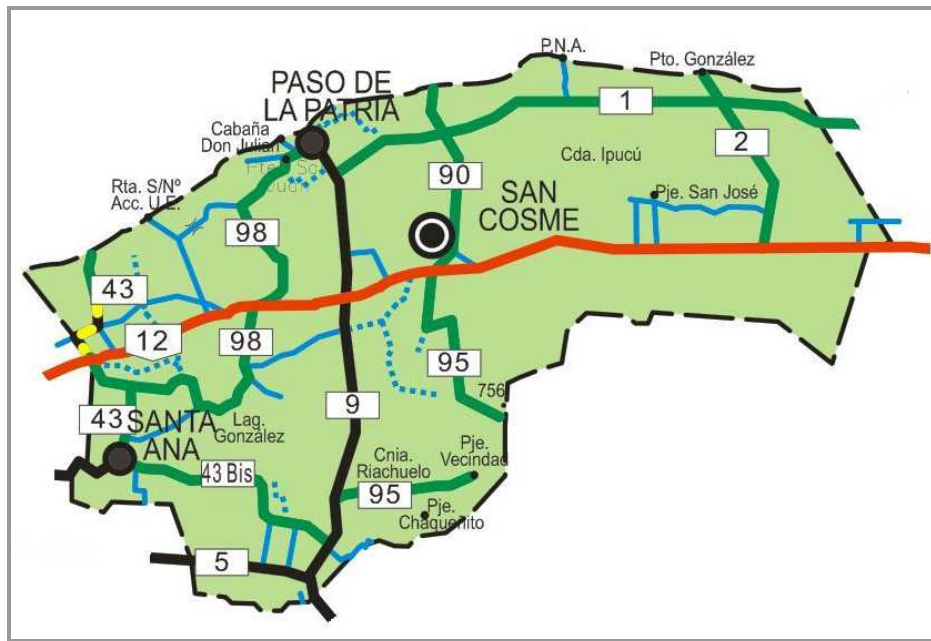 P.N.A.
Pto. González
PASO DE
LA PATRIA
1
Cabaña
Don Julian
2
Cda. Ipucú
90
SAN
COSME
Pje. San José
Rta. S/Nº
Acc. U.E.
98
43
12
98
95
756
9
43
SANTA
ANA
Lag.
González
Pje.
Vecindad
Cnia.
Riachuelo
43 Bis
95
Pje.
Chaqueñito
5